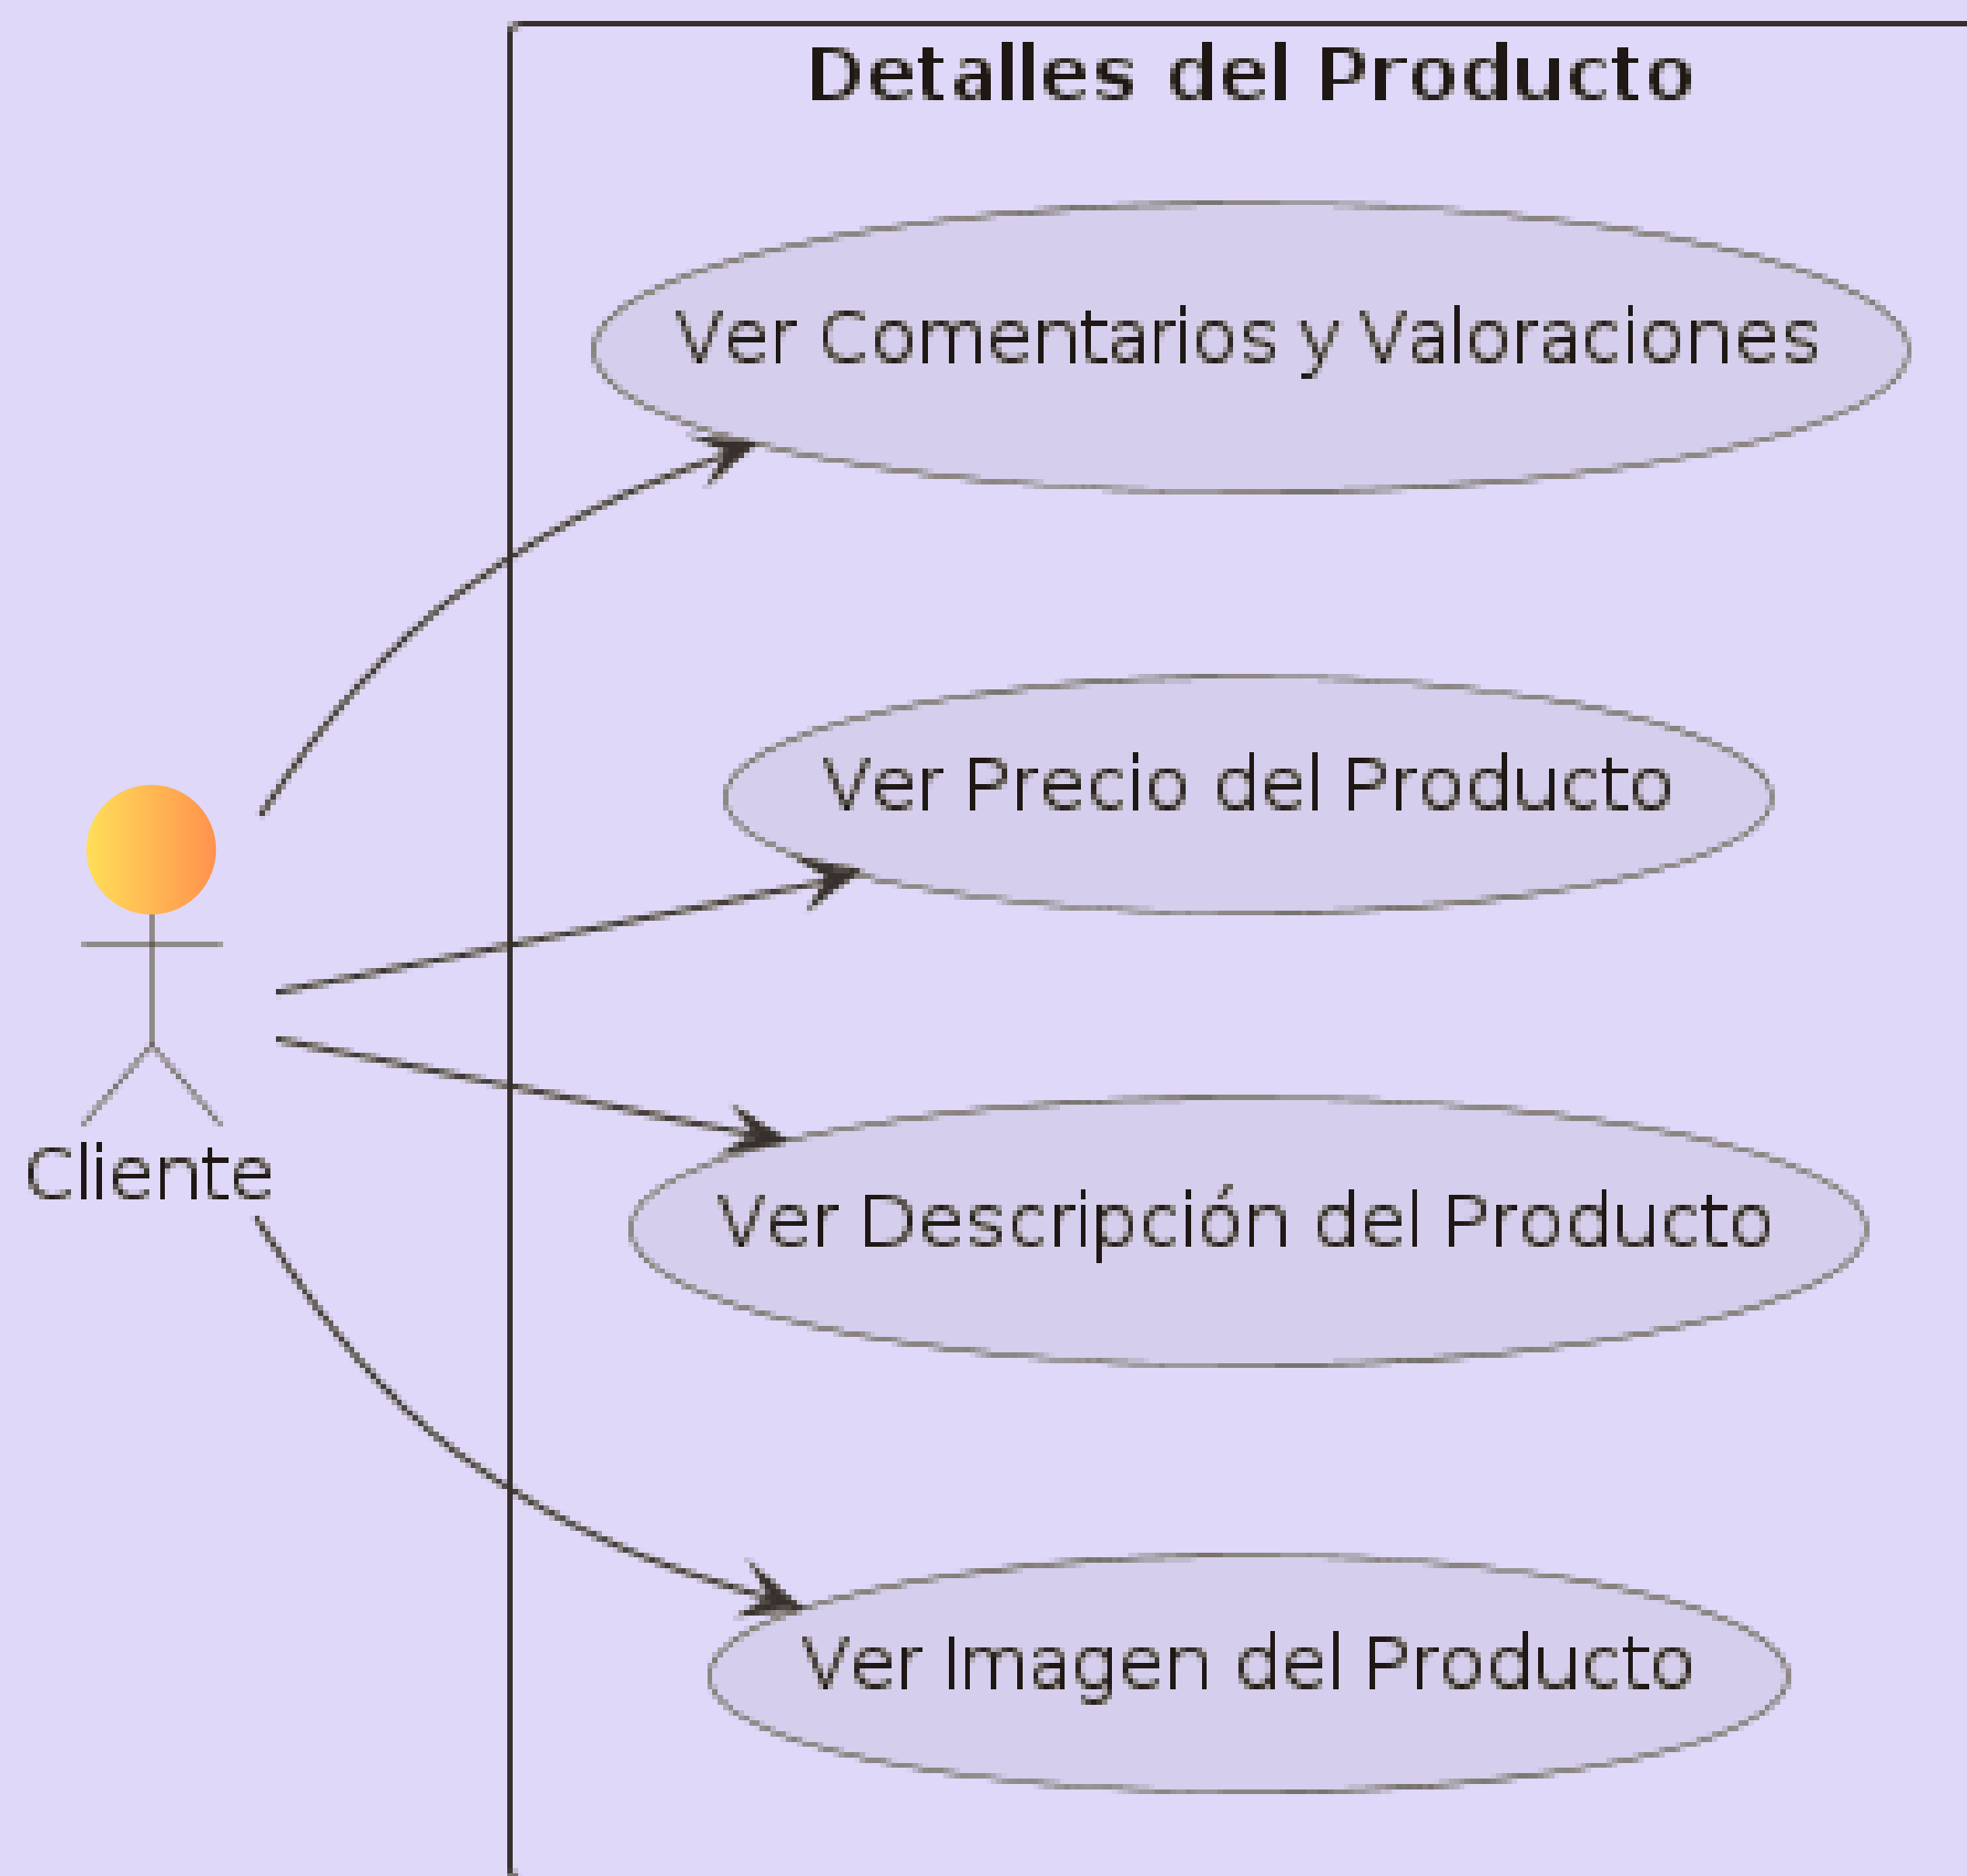 Detalles del Producto
Ver Comentarios y Valoraciones
Ver Precio del Producto
Cliente
Ver Descripción del Producto
Ver Imagen del Producto